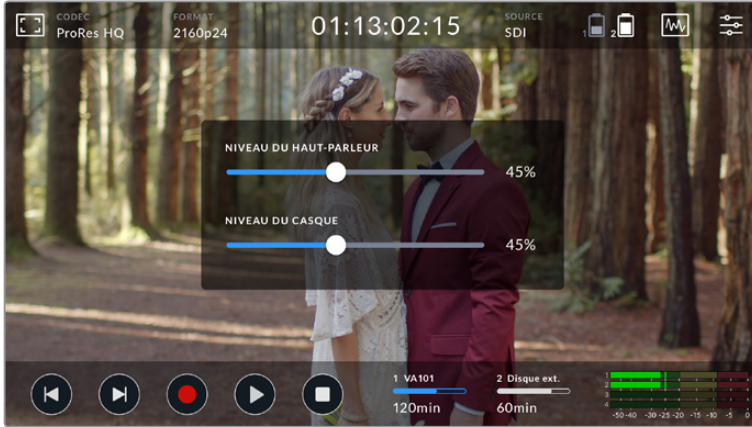 CODEC
ProRes HQ
FORMAT
2160p24
01:13:02:15
SOURCE
SDI
1
2
NIVEAU DU HAUT-PARLEUR
45%
NIVEAU DU CASQUE
45%
1 VA101
120min
2 Disque ext.
60min
1
2
3
4
-50 -40 -30 -25 -20 -15 -10 -5 0